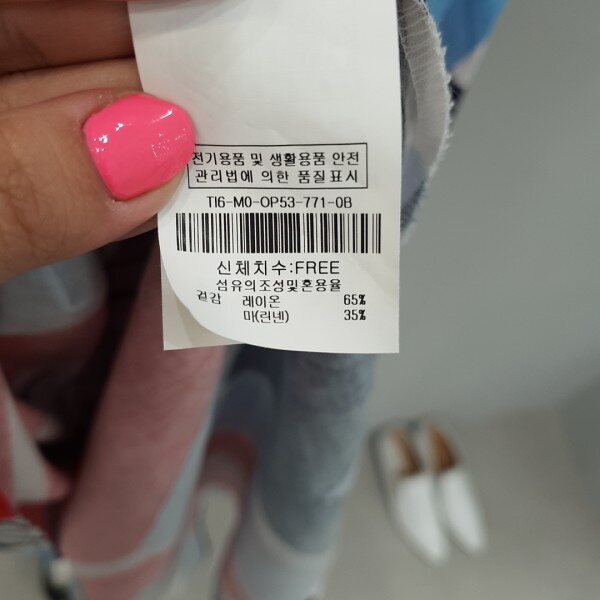 전기용품 및 생활용품 안전
관리법에 의한 품질표시
TI6-M0-OP53-771-0B
신체치수:FREE
섬유의조성및혼용율
겉감 레이온 65%
마(린넨) 35%